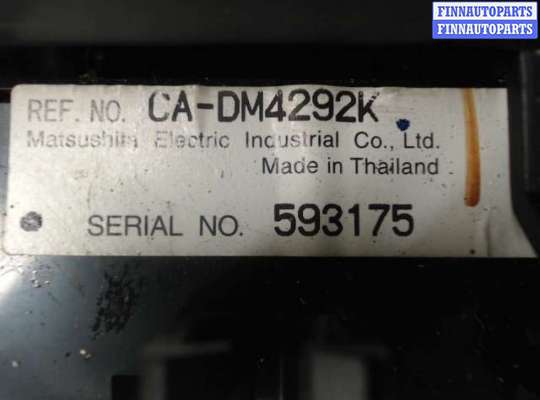 FINNAUTOPARTS
FINNAUTOPARTS
REF. NO. CA-DM4292K
Matsushita Electric Industrial Co., Ltd.
Made in Thailand
SERIAL NO. 593175